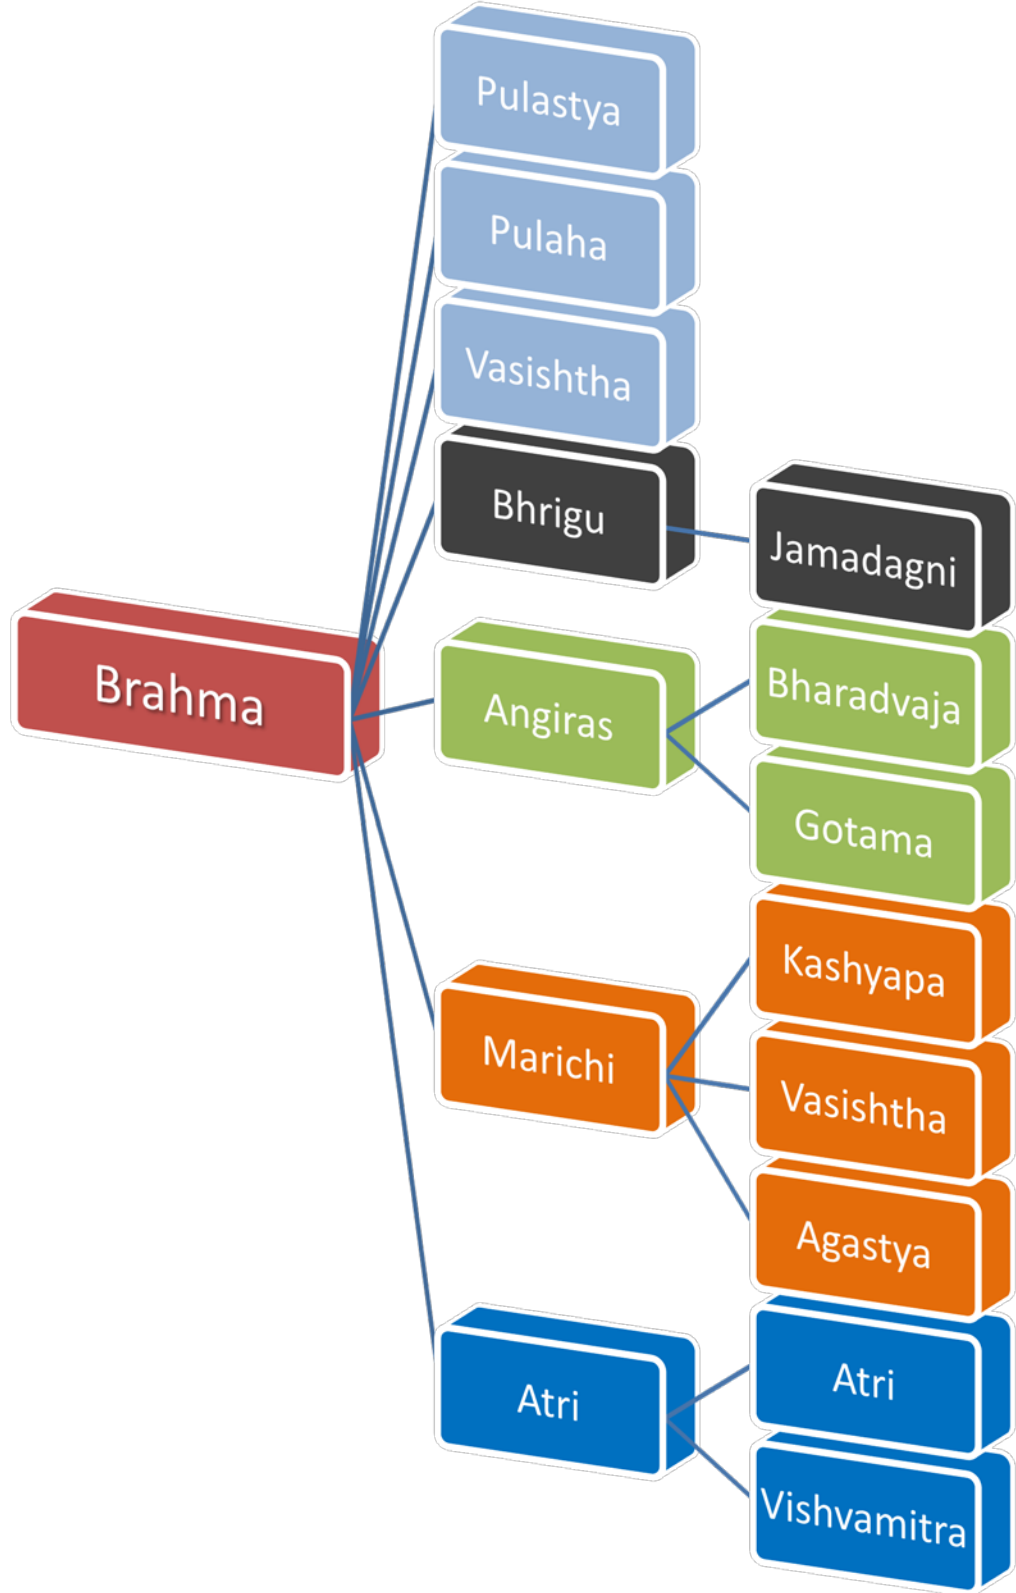 Pulastya
Pulaha
Vasishtha
Bhrigu
Jamadagni
Brahma
Angiras
Bharadvaja
Gotama
Marichi
Kashyapa
Vasishtha
Agastya
Atri
Atri
Vishvamitra